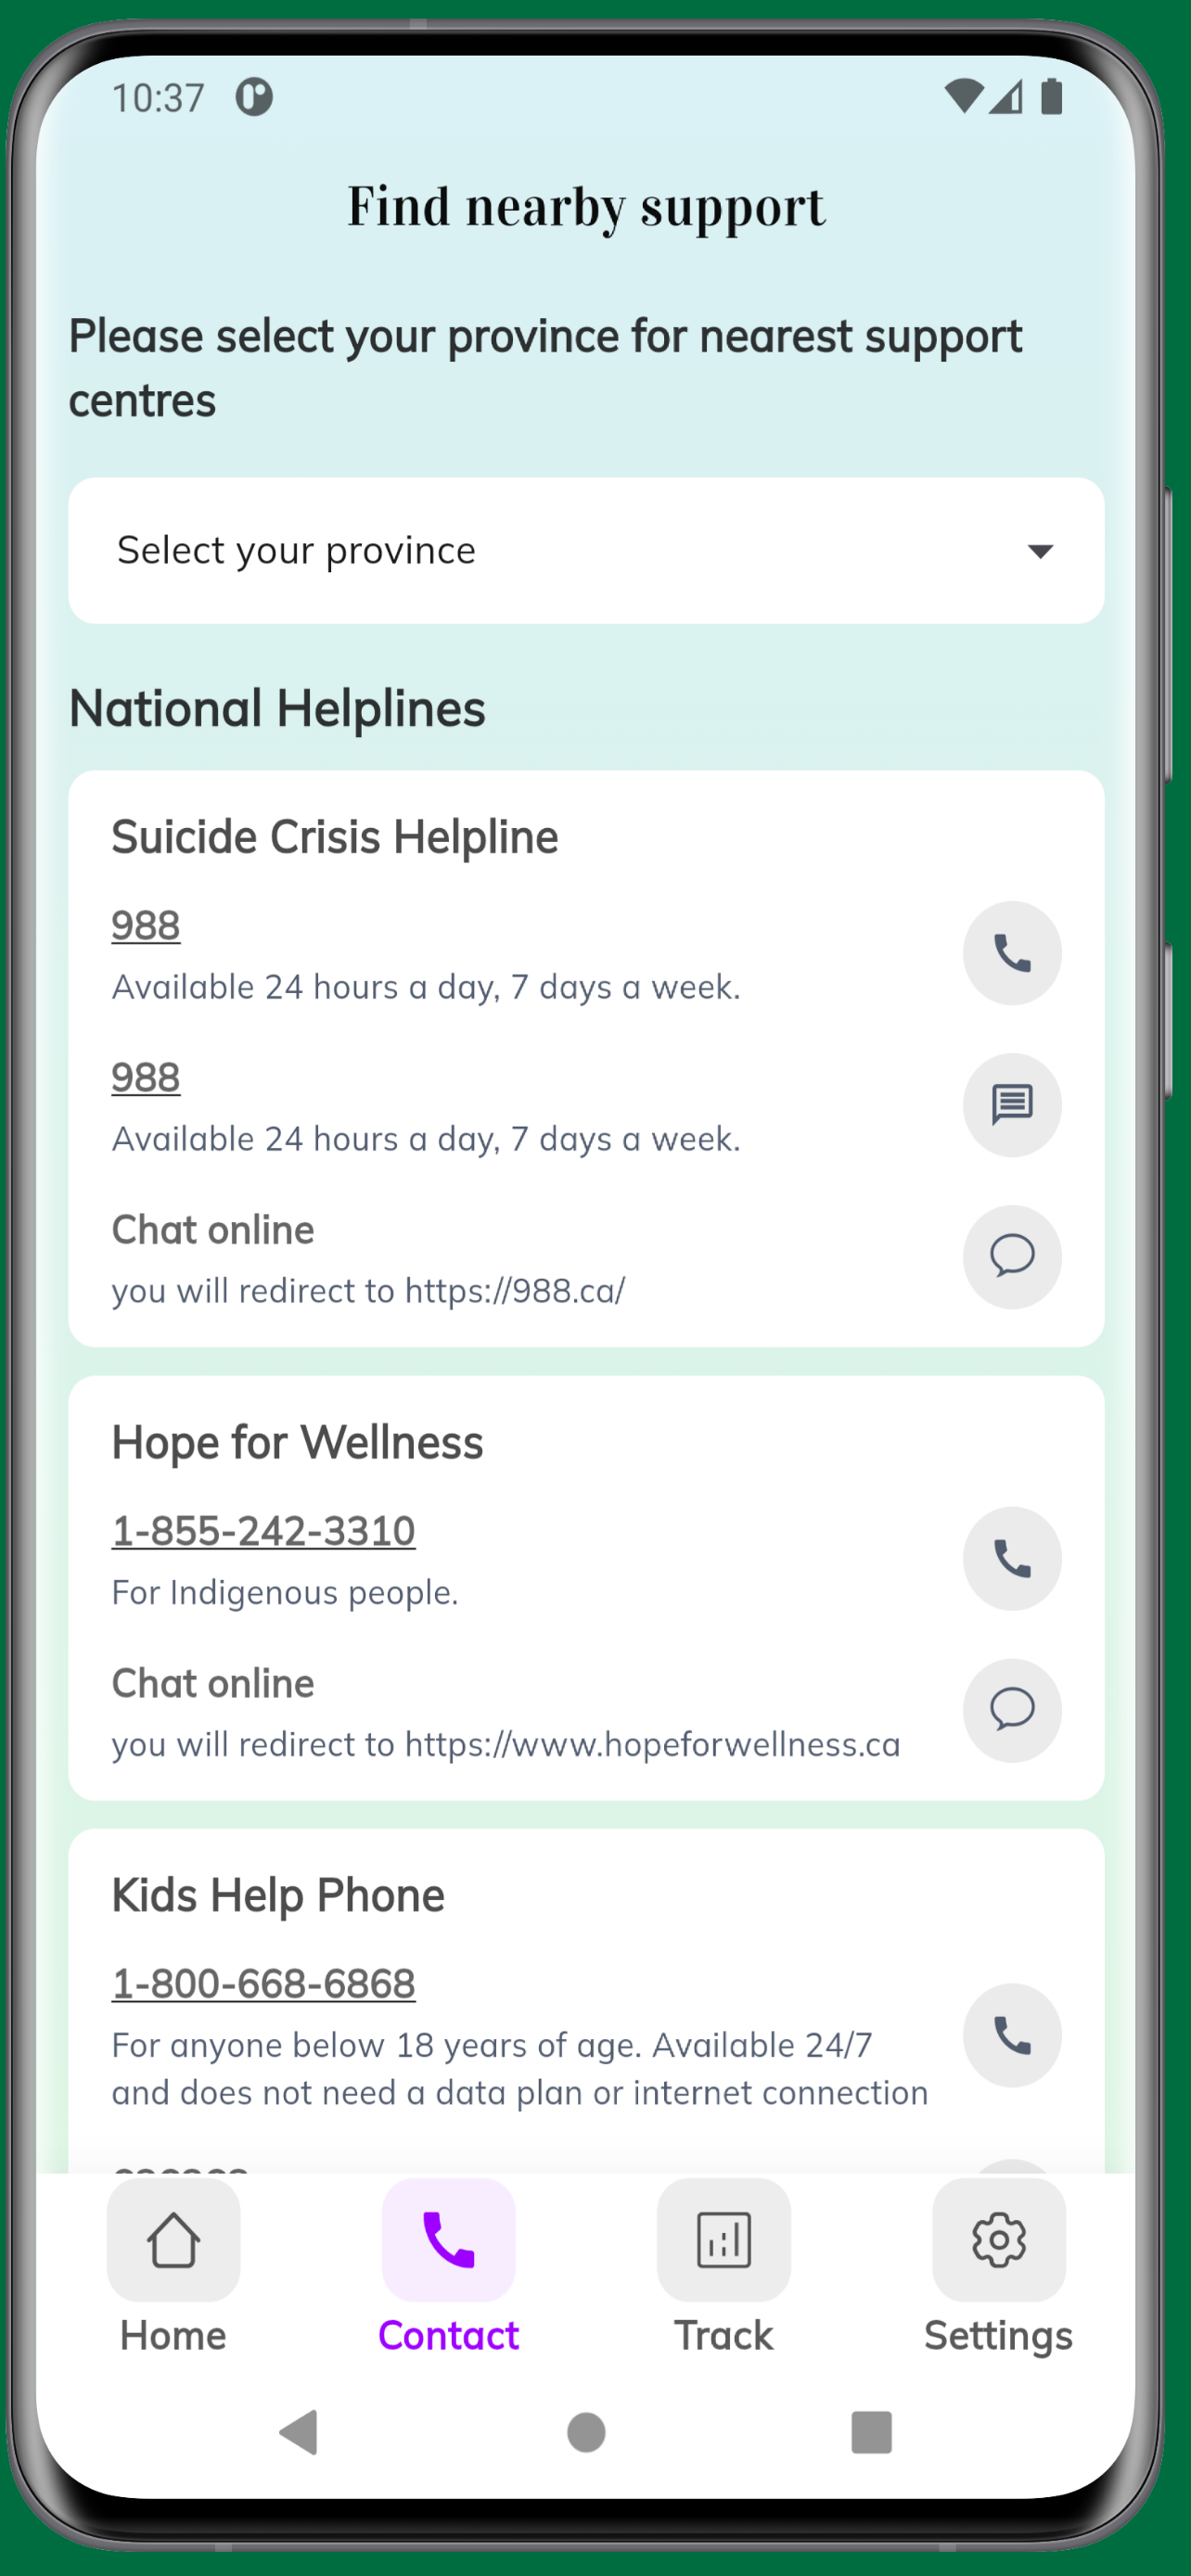 10:37
Find nearby support
Please select your province for nearest support
centres
Select your province
National Helplines
Suicide Crisis Helpline
988
Available 24 hours a day, 7 days a week.
988
Available 24 hours a day, 7 days a week.
Chat online
you will redirect to https://988.ca/
Hope for Wellness
1-855-242-3310
For Indigenous people.
Chat online
you will redirect to https://www.hopeforwellness.ca
Kids Help Phone
1-800-668-6868
For anyone below 18 years of age. Available 24/7
and does not need a data plan or internet connection
Home
Contact
Track
Settings